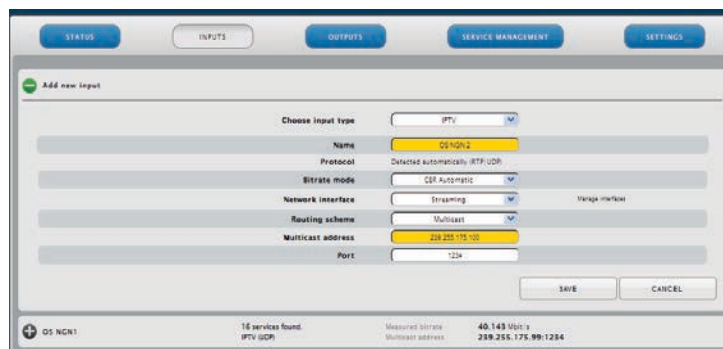 STATUS INPUTS OUTPUTS SERVICE MANAGEMENT SETTINGS
Add new input
Choose input type IPTV
Name OS NGN 2
Protocol Detected automatically (RTP/UDP)
Bitrate mode CBR Automatic
Network interface Streaming Manage interfaces
Routing scheme Multicast
Multicast address 239.255.175.100
Port 1234
SAVE CANCEL
OS NGN1 16 services found. Measured bitrate 40.143 Mbit/s
IPTV (UDP) Multicast address 239.255.175.99:1234